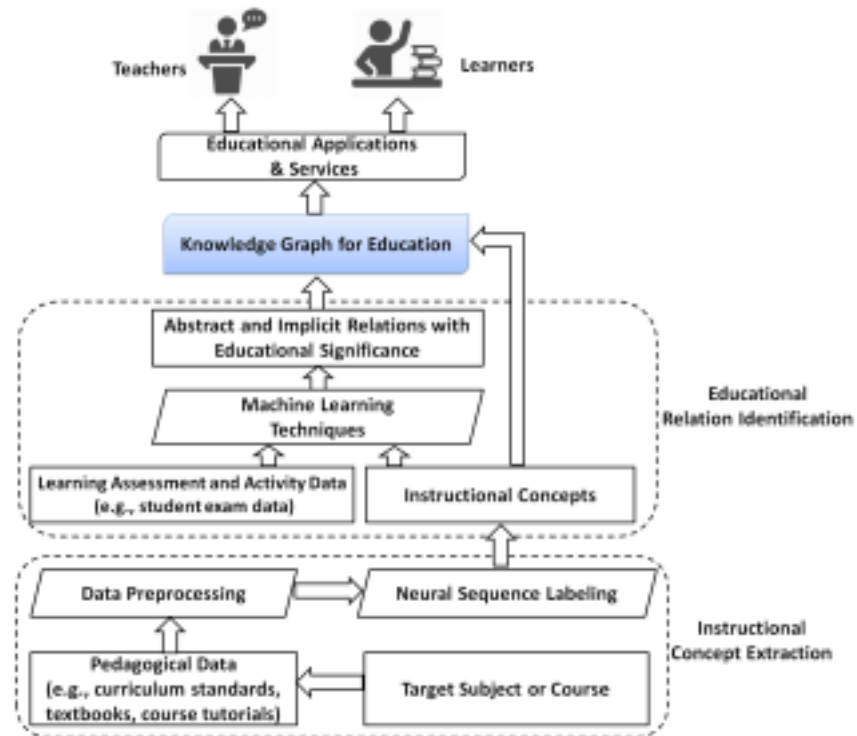 Teachers
Learners
Educational Applications
& Services
Knowledge Graph for Education
Abstract and Implicit Relations with
Educational Significance
Machine Learning
Techniques
Educational
Relation Identification
Learning Assessment and Activity Data
(e.g., student exam data)
Instructional Concepts
Data Preprocessing
Neural Sequence Labeling
Instructional
Concept Extraction
Pedagogical Data
(e.g., curriculum standards,
textbooks, course tutorials)
Target Subject or Course